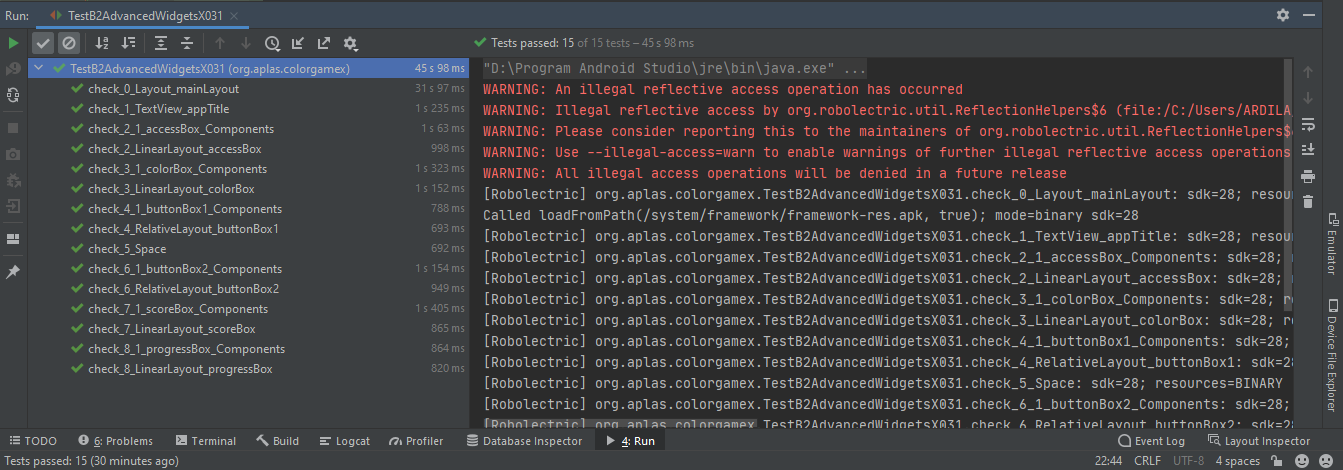 Run: TestB2AdvancedWidgetsX031
Tests passed: 15 of 15 tests – 45 s 98 ms
TestB2AdvancedWidgetsX031 (org.aplas.colorgamex) 45 s 98 ms
check_0_Layout_mainLayout 31 s 97 ms
check_1_TextView_appTitle 1 s 235 ms
check_2_1_accessBox_Components 1 s 63 ms
check_2_LinearLayout_accessBox 998 ms
check_3_1_colorBox_Components 1 s 323 ms
check_3_LinearLayout_colorBox 1 s 152 ms
check_4_1_buttonBox1_Components 788 ms
check_4_RelativeLayout_buttonBox1 693 ms
check_5_Space 692 ms
check_6_1_buttonBox2_Components 1 s 154 ms
check_6_RelativeLayout_buttonBox2 949 ms
check_7_1_scoreBox_Components 1 s 405 ms
check_7_LinearLayout_scoreBox 865 ms
check_8_1_progressBox_Components 864 ms
check_8_LinearLayout_progressBox 820 ms
"D:\Program Android Studio\jre\bin\java.exe" ...
WARNING: An illegal reflective access operation has occurred
WARNING: Illegal reflective access by org.robolectric.util.ReflectionHelpers$6 (file:/C:/Users/ARDILA
WARNING: Please consider reporting this to the maintainers of org.robolectric.util.ReflectionHelpers$
WARNING: Use --illegal-access=warn to enable warnings of further illegal reflective access operations
WARNING: All illegal access operations will be denied in a future release
[Robolectric] org.aplas.colorgamex.TestB2AdvancedWidgetsX031.check_0_Layout_mainLayout: sdk=28; resou
Called loadFromPath(/system/framework/framework-res.apk, true); mode=binary sdk=28
[Robolectric] org.aplas.colorgamex.TestB2AdvancedWidgetsX031.check_1_TextView_appTitle: sdk=28; resou
[Robolectric] org.aplas.colorgamex.TestB2AdvancedWidgetsX031.check_2_1_accessBox_Components: sdk=28;
[Robolectric] org.aplas.colorgamex.TestB2AdvancedWidgetsX031.check_2_LinearLayout_accessBox: sdk=28;
[Robolectric] org.aplas.colorgamex.TestB2AdvancedWidgetsX031.check_3_1_colorBox_Components: sdk=28; r
[Robolectric] org.aplas.colorgamex.TestB2AdvancedWidgetsX031.check_3_LinearLayout_colorBox: sdk=28; r
[Robolectric] org.aplas.colorgamex.TestB2AdvancedWidgetsX031.check_4_1_buttonBox1_Components: sdk=28;
[Robolectric] org.aplas.colorgamex.TestB2AdvancedWidgetsX031.check_4_RelativeLayout_buttonBox1: sdk=2
[Robolectric] org.aplas.colorgamex.TestB2AdvancedWidgetsX031.check_5_Space: sdk=28; resources=BINARY
[Robolectric] org.aplas.colorgamex.TestB2AdvancedWidgetsX031.check_6_1_buttonBox2_Components: sdk=28;
[Robolectric] org.aplas.colorgamex.TestB2AdvancedWidgetsX031.check_6_RelativeLayout_buttonBox2: sdk=2
Emulator
Device File Explorer
TODO 6: Problems Terminal Build Logcat Profiler Database Inspector 4: Run Event Log Layout Inspector
Tests passed: 15 (30 minutes ago) 22:44 CRLF UTF-8 4 spaces